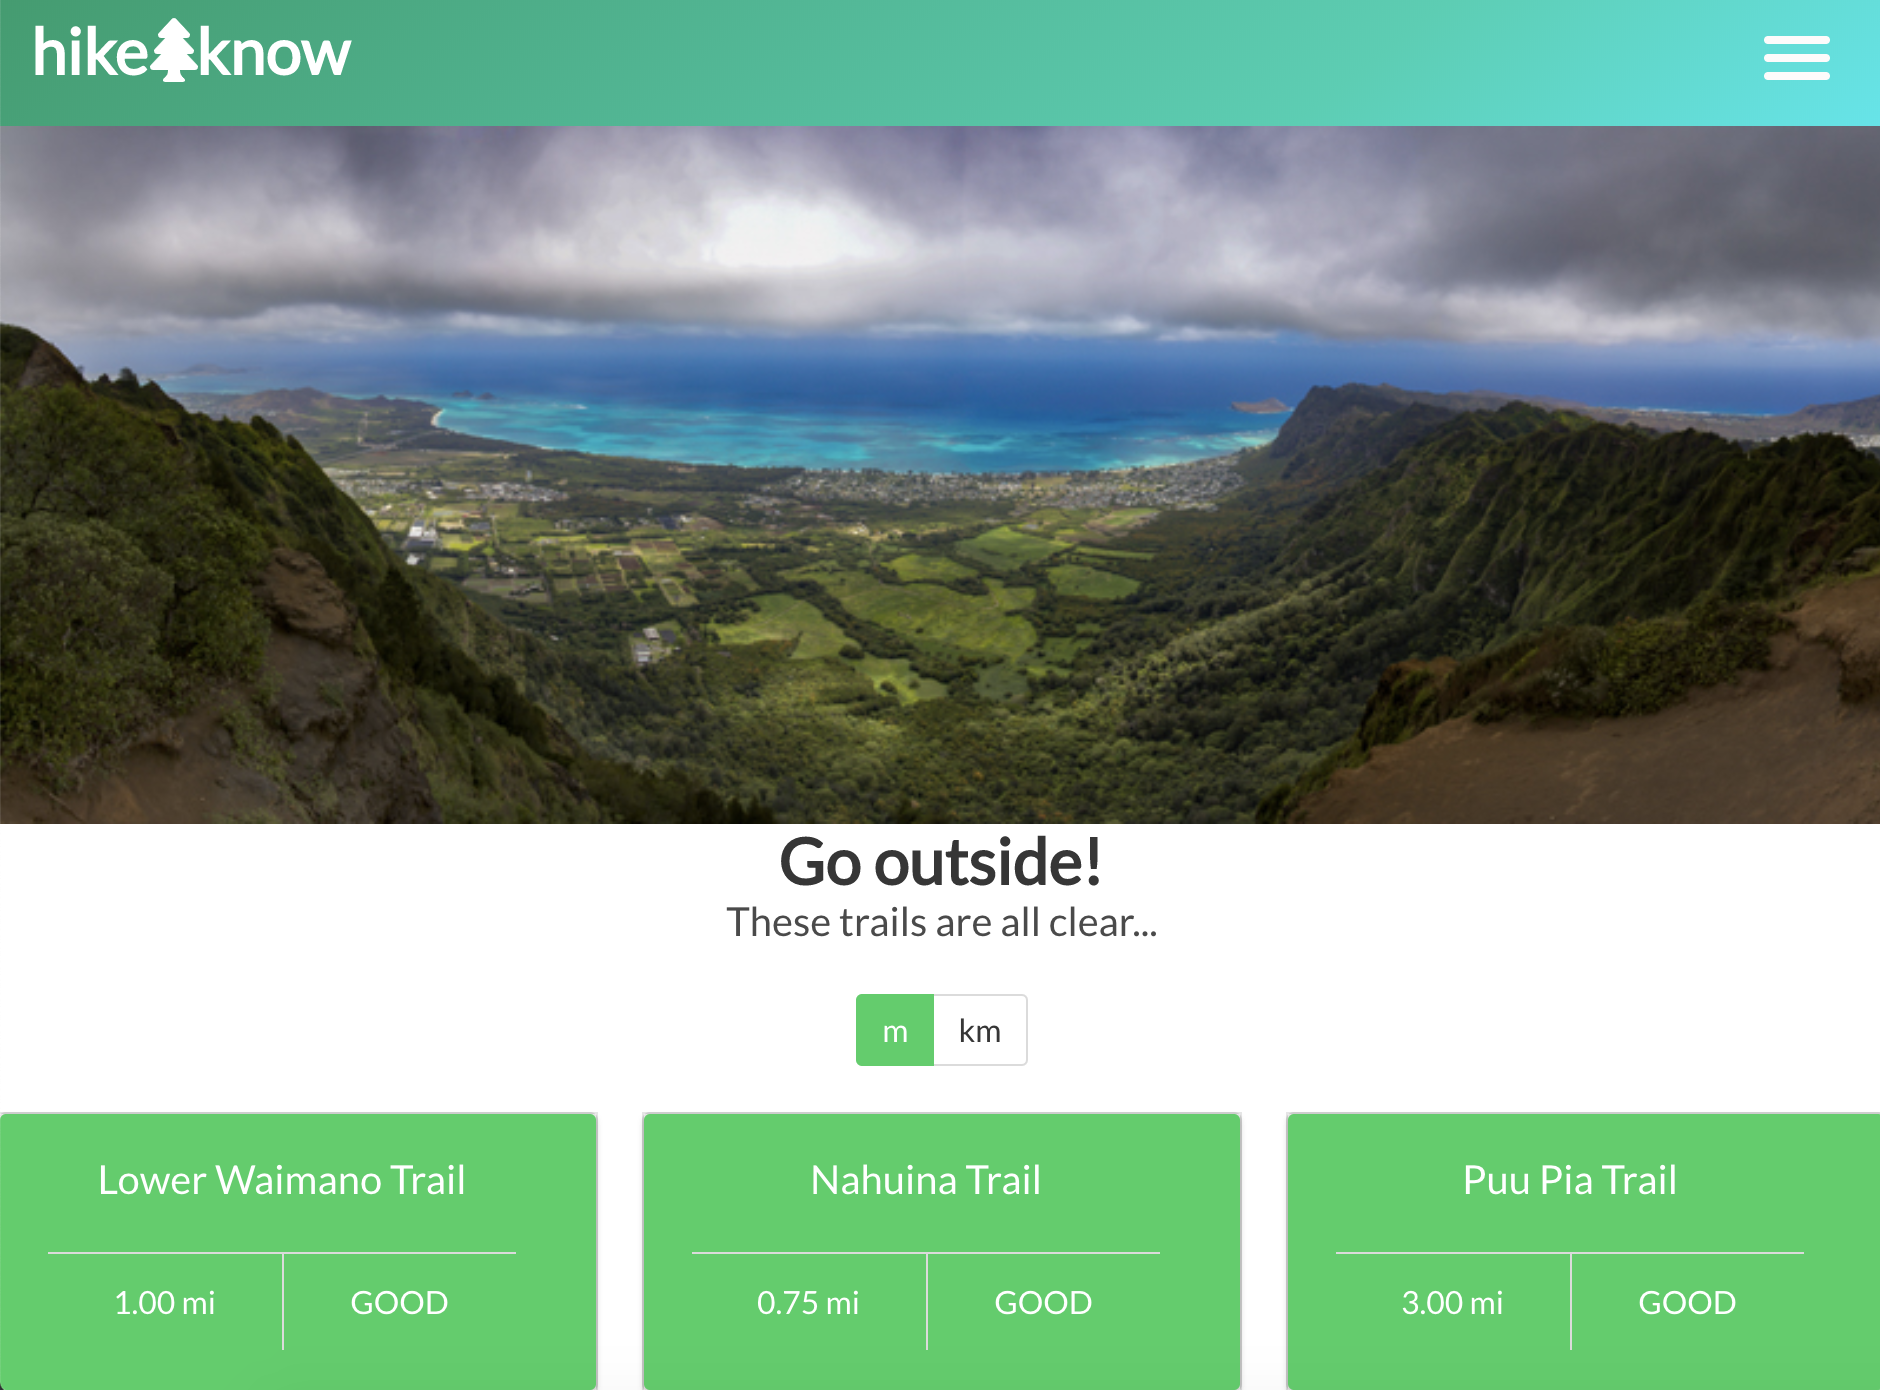 hike know
Go outside!
These trails are all clear...
m km
Lower Waimano Trail
1.00 mi GOOD
Nahuina Trail
0.75 mi GOOD
Puu Pia Trail
3.00 mi GOOD